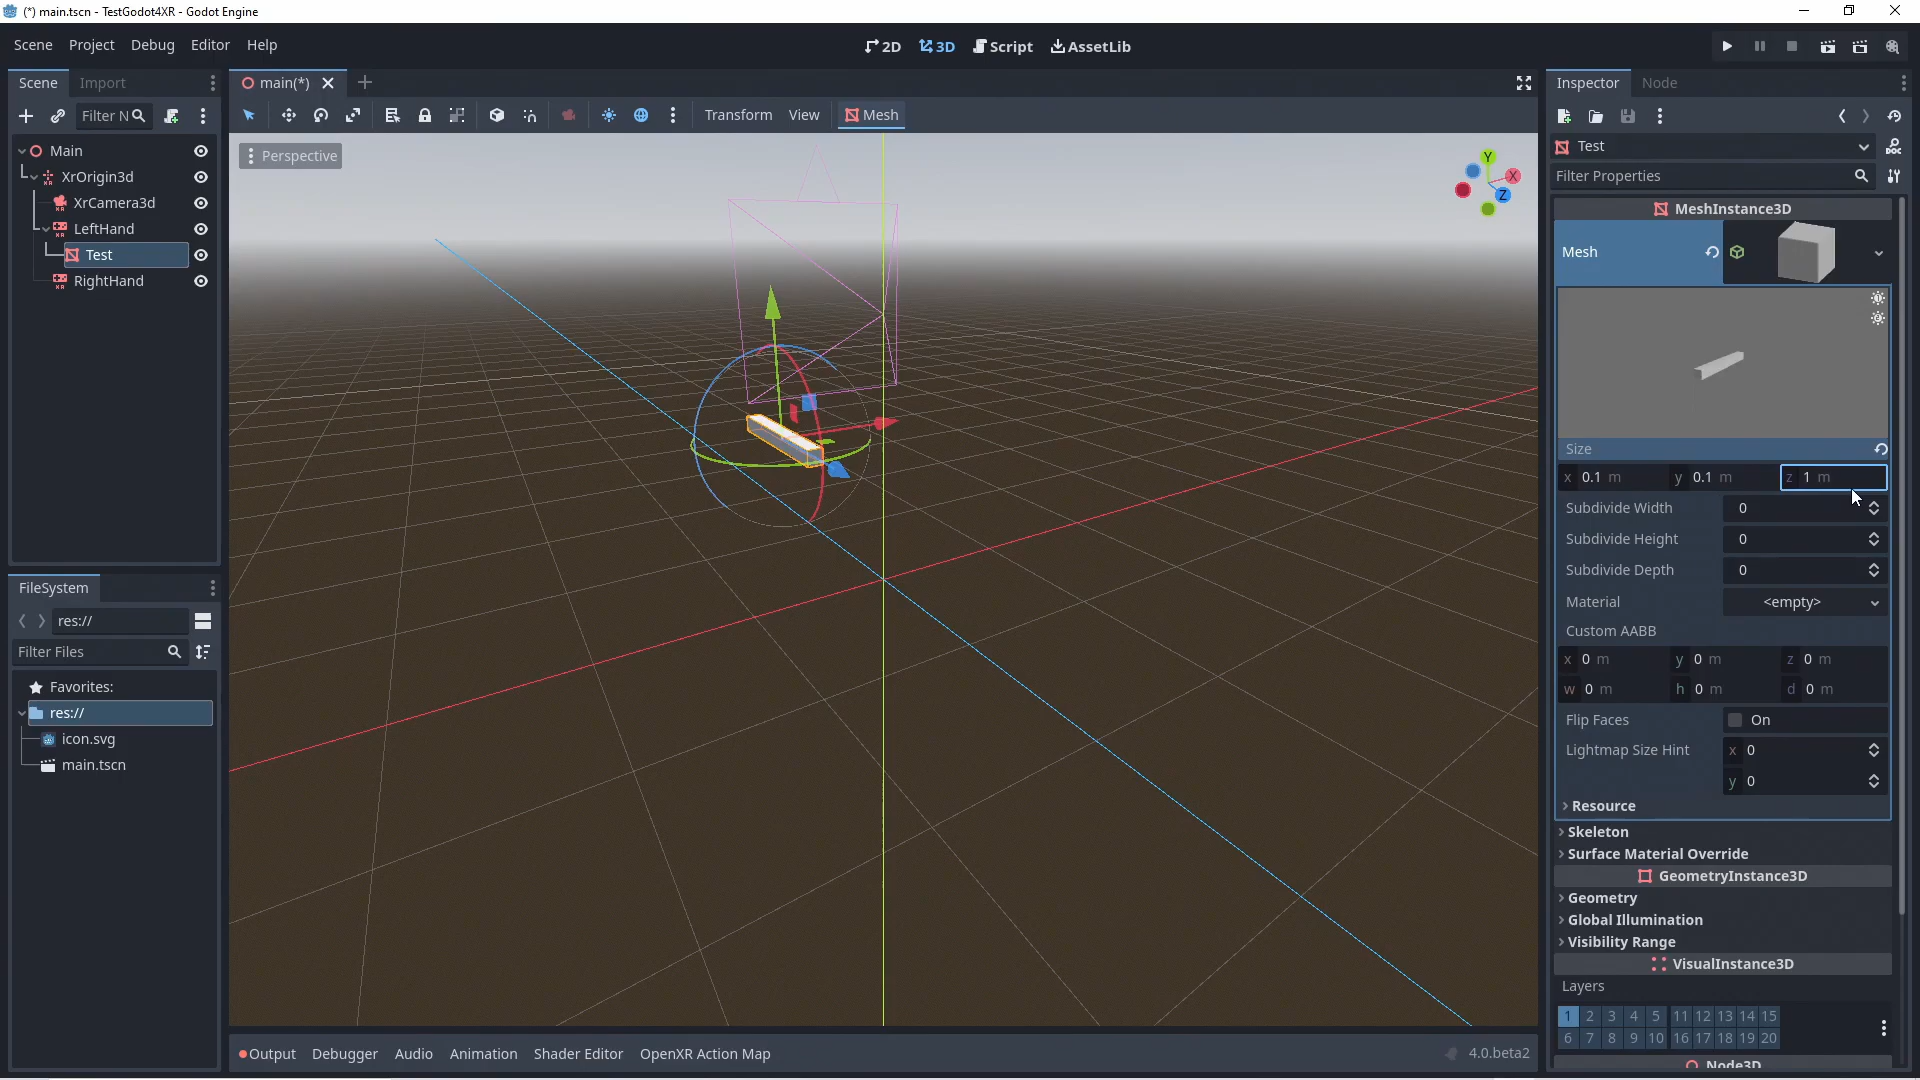 (*) main.tscn - TestGodot4XR - Godot Engine
Scene Project Debug Editor Help
2D 3D Script AssetLib
Scene Import
main(*)
Inspector Node
Filter N
Transform View Mesh
Main
XrOrigin3d
XrCamera3d
LeftHand
Test
RightHand
Perspective
Y
X
Z
FileSystem
res://
Filter Files
Favorites:
res://
icon.svg
main.tscn
Output Debugger Audio Animation Shader Editor OpenXR Action Map
4.0.beta2
Test
DOC
Filter Properties
MeshInstance3D
Mesh
Size
x 0.1 m y 0.1 m z 1 m
Subdivide Width 0
Subdivide Height 0
Subdivide Depth 0
Material <empty>
Custom AABB
x 0 m y 0 m z 0 m
w 0 m h 0 m d 0 m
Flip Faces On
Lightmap Size Hint x 0
y 0
Resource
Skeleton
Surface Material Override
GeometryInstance3D
Geometry
Global Illumination
Visibility Range
VisualInstance3D
Layers
1 2 3 4 5 11 12 13 14 15
6 7 8 9 10 16 17 18 19 20
Node3D